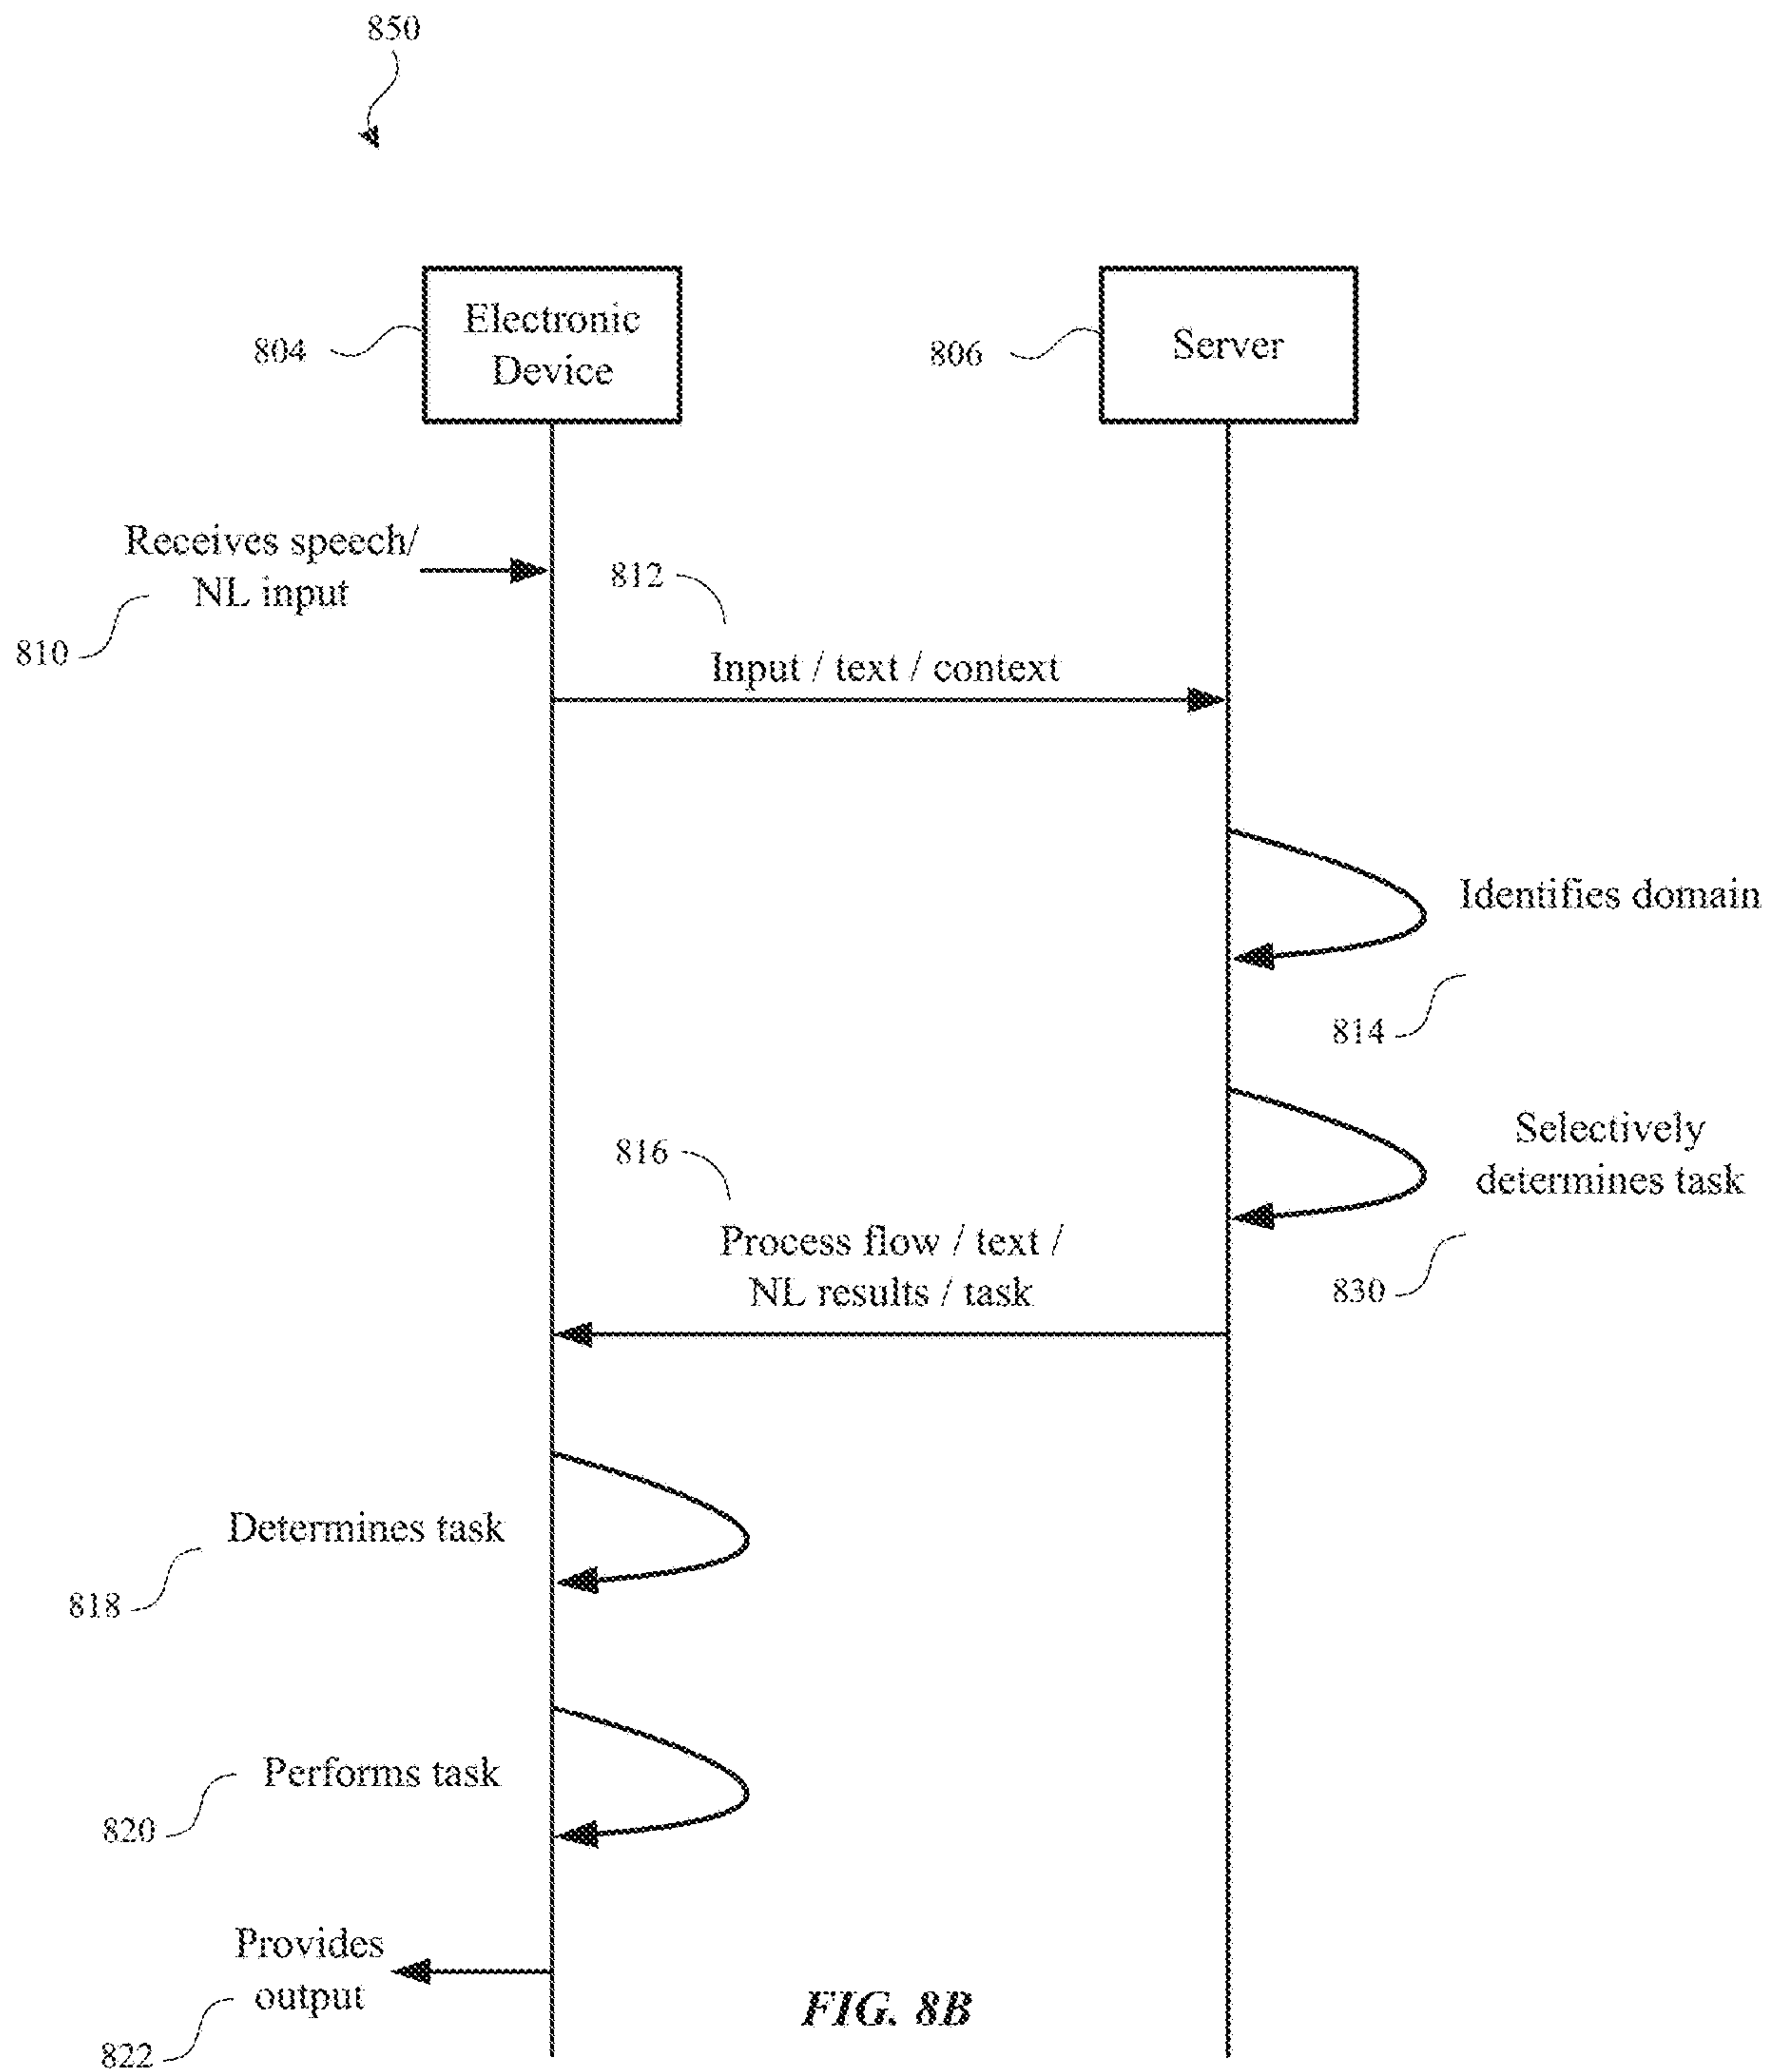 850
Electronic
Device
804
Server
806
Receives speech/
NL input
810
812
Input / text / context
Identifies domain
814
Selectively
determines task
830
816
Process flow / text /
NL results / task
Determines task
818
Performs task
820
Provides
output
822
FIG. 8B